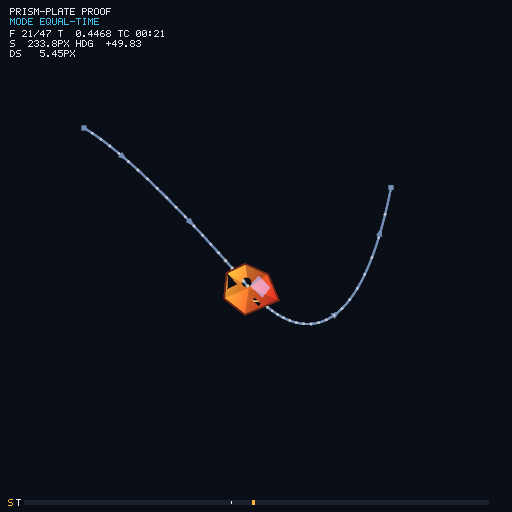 PRISM-PLATE PROOF
MODE EQUAL-TIME
F 21/47 T  0.4468 TC 00:21
S  233.8PX HDG  +49.83
DS   5.45PX
ST